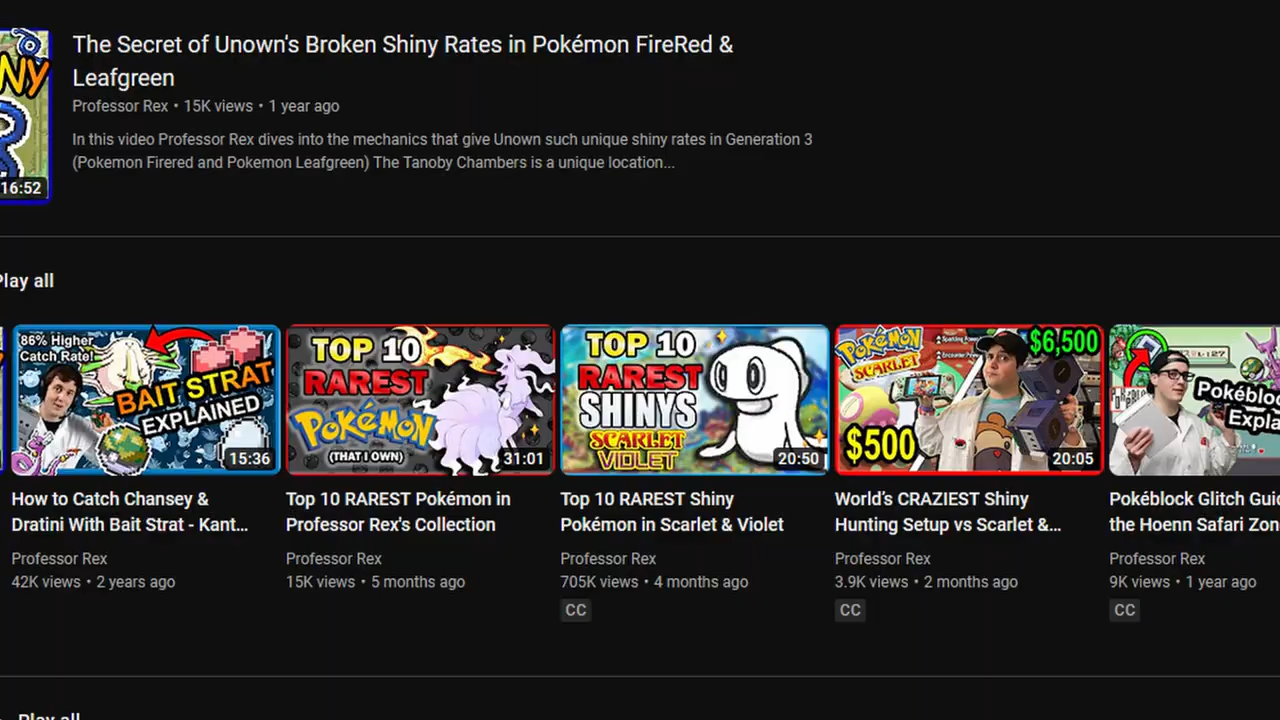 The Secret of Unown's Broken Shiny Rates in Pokémon FireRed &
Leafgreen
Professor Rex • 15K views • 1 year ago
In this video Professor Rex dives into the mechanics that give Unown such unique shiny rates in Generation 3
(Pokemon Firered and Pokemon Leafgreen) The Tanoby Chambers is a unique location...
16:52
Play all
86% Higher
Catch Rate!
BAIT STRAT
EXPLAINED
15:36
How to Catch Chansey &
Dratini With Bait Strat - Kant...
Professor Rex
42K views • 2 years ago
TOP 10
RAREST
POKéMON
(THAT I OWN)
31:01
Top 10 RAREST Pokémon in
Professor Rex's Collection
Professor Rex
15K views • 5 months ago
TOP 10
RAREST
SHINYS
SCARLET
VIOLET
20:50
Top 10 RAREST Shiny
Pokémon in Scarlet & Violet
Professor Rex
705K views • 4 months ago
CC
POKéMON
SCARLET
$6,500
$500
20:05
World's CRAZIEST Shiny
Hunting Setup vs Scarlet &...
Professor Rex
3.9K views • 2 months ago
CC
Pokébloc
Expla
Pokéblock Glitch Guid
the Hoenn Safari Zon
Professor Rex
9K views • 1 year ago
CC
Play all